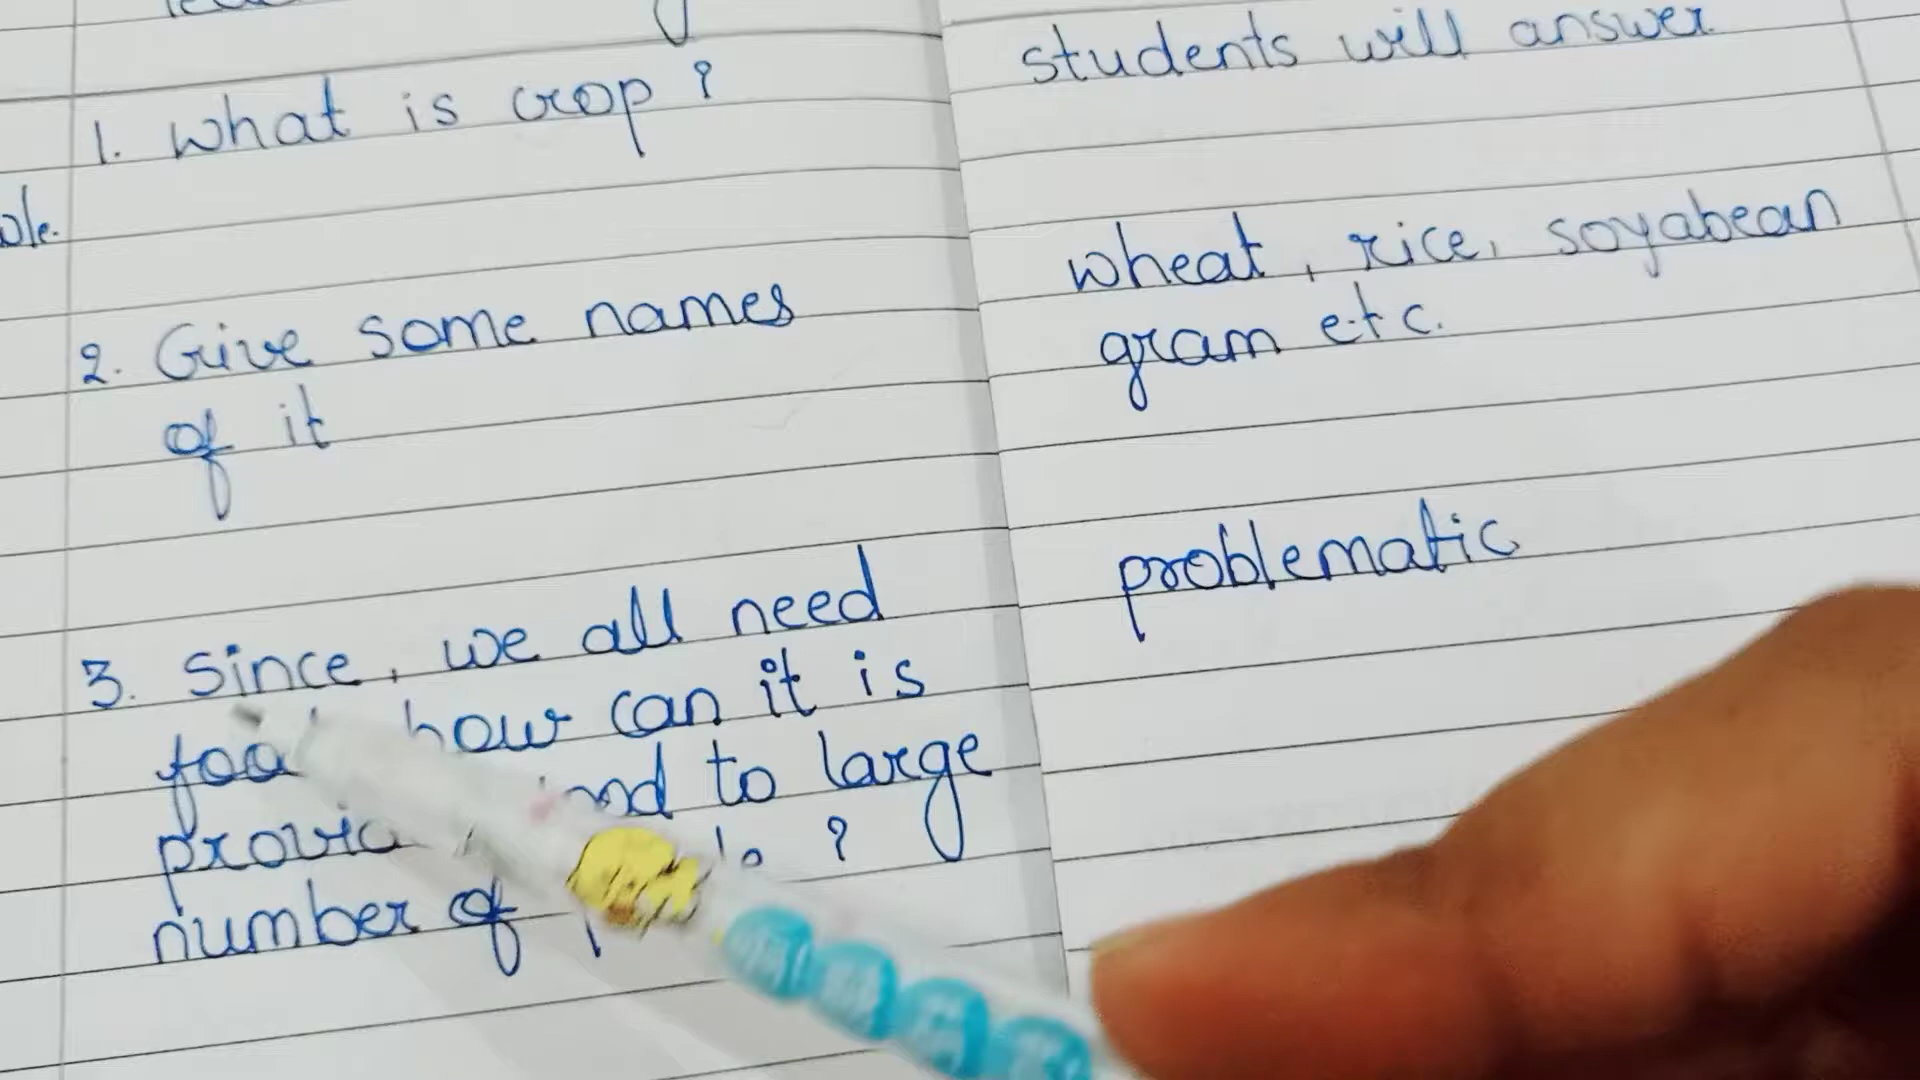 students will answer
1. What is crop ?
ole.
wheat, rice, soyabean
2. Give some names
gram etc.
of it
problematic
3. Since, we all need
how can it is
to large
number of ?